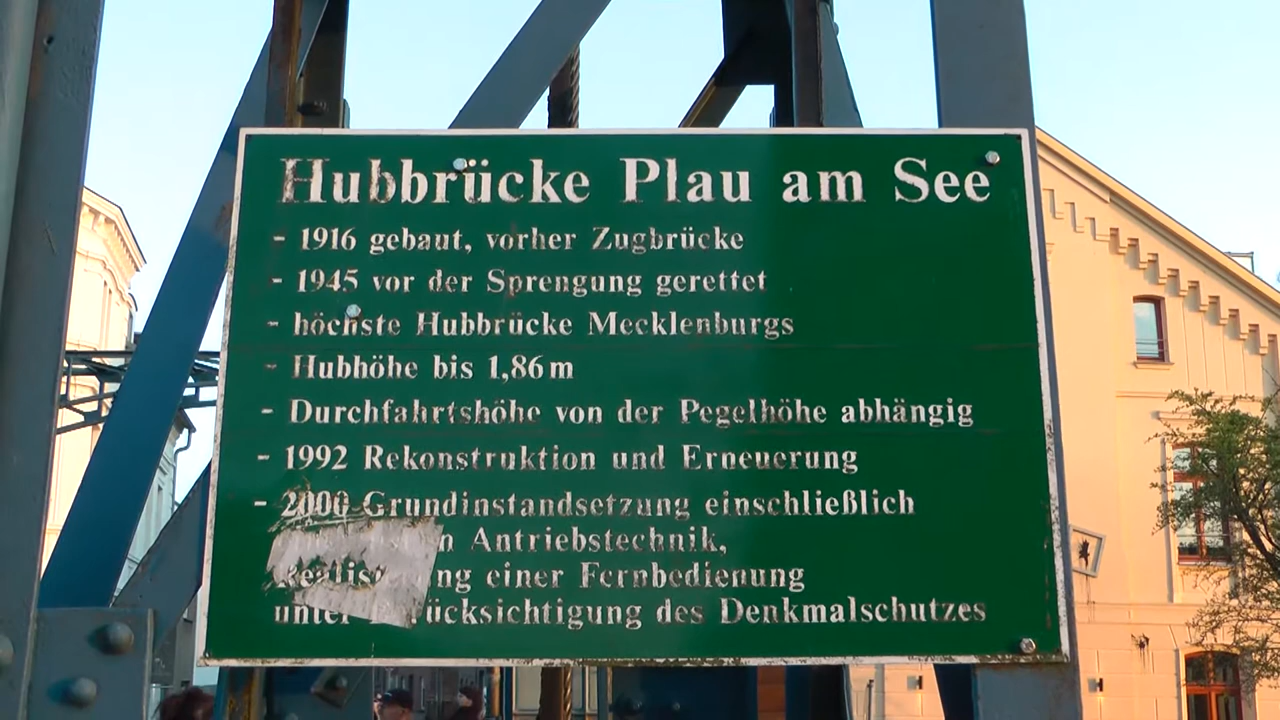 Hubbrücke Plau am See
- 1916 gebaut, vorher Zugbrücke
- 1945 vor der Sprengung gerettet
- höchste Hubbrücke Mecklenburgs
- Hubhöhe bis 1,86 m
- Durchfahrtshöhe von der Pegelhöhe abhängig
- 1992 Rekonstruktion und Erneuerung
- 2000 Grundinstandsetzung einschließlich
Antriebstechnik,
Realisierung einer Fernbedienung
unter Berücksichtigung des Denkmalschutzes